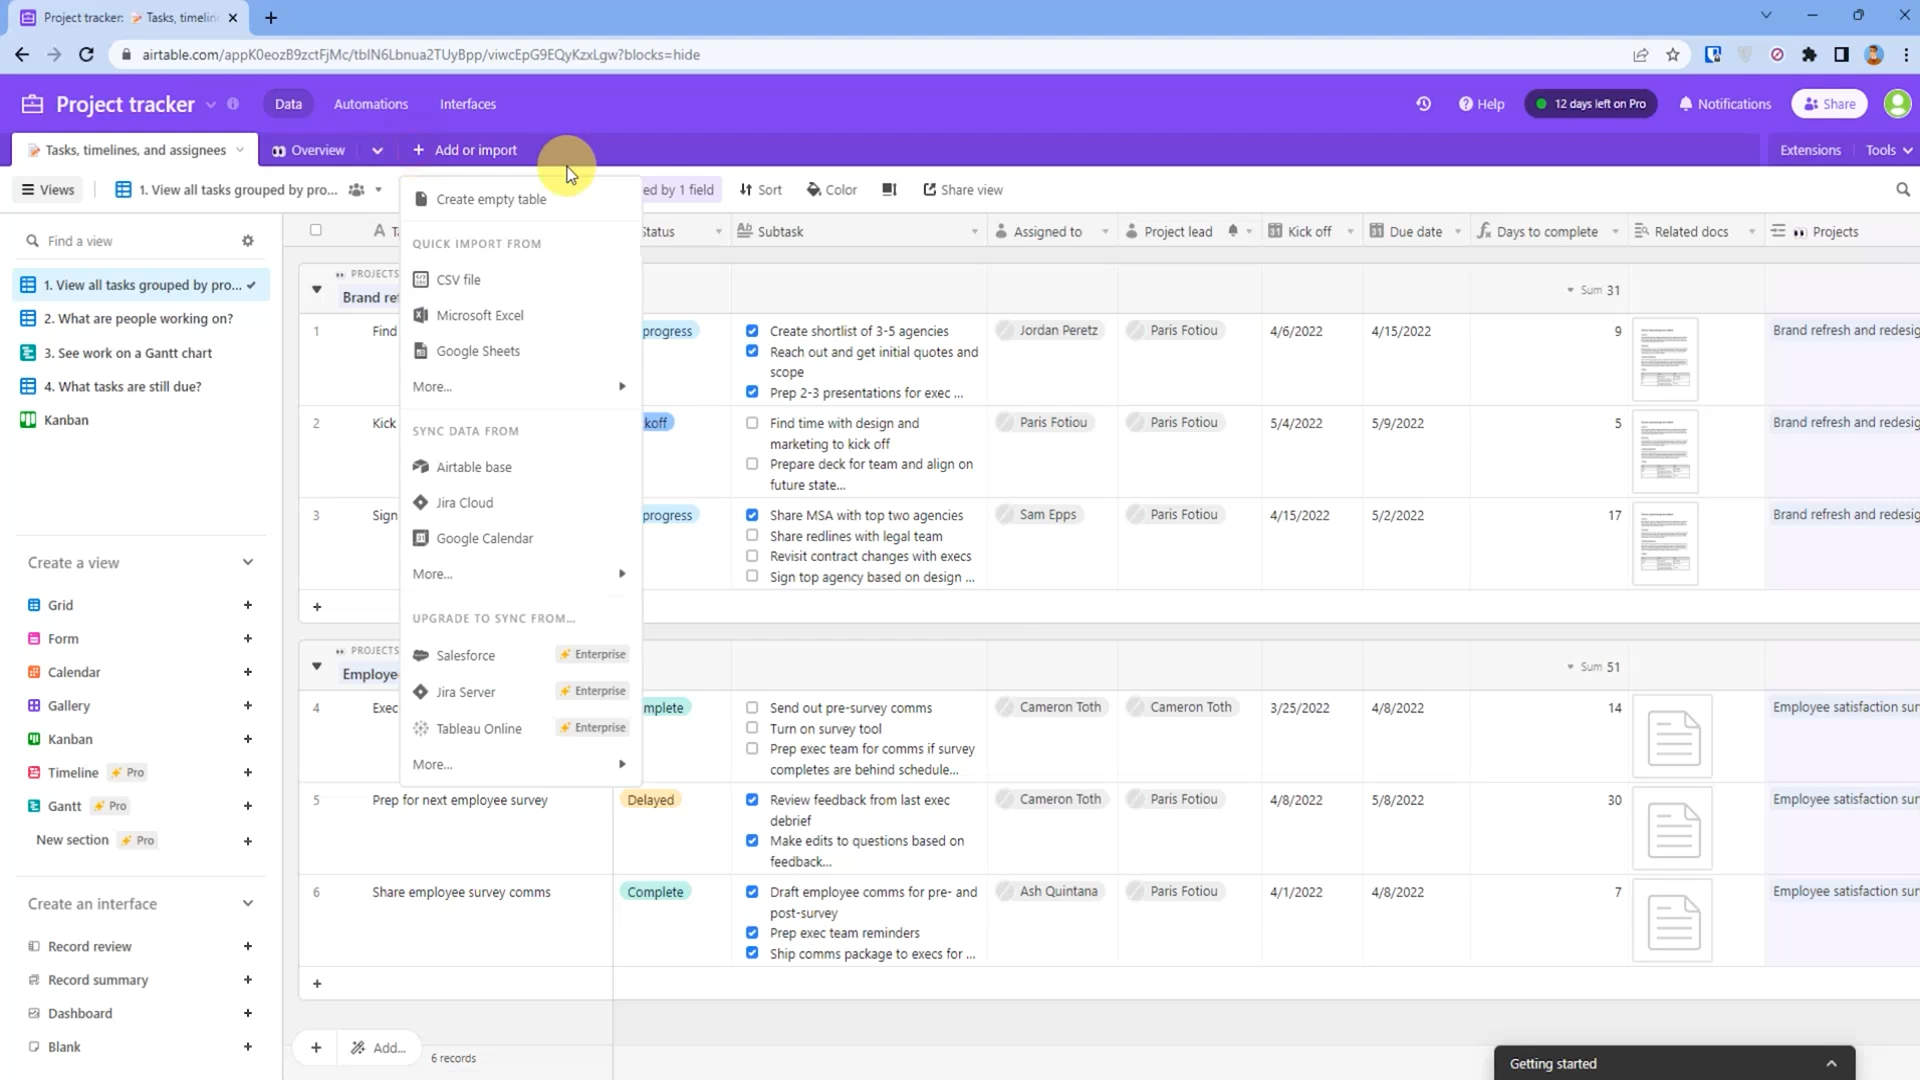 Project tracker: Tasks, timelin
airtable.com/appK0eozB9zctFjMc/tblN6Lbnua2TUyBpp/viwcEpG9EQyKzxLgw?blocks=hide
Project tracker
Data
Automations
Interfaces
Help
12 days left on Pro
Notifications
Share
Tasks, timelines, and assignees
Overview
+ Add or import
Extensions
Tools
Views
1. View all tasks grouped by pro...
ed by 1 field
Sort
Color
Share view
Find a view
1. View all tasks grouped by pro...
2. What are people working on?
3. See work on a Gantt chart
4. What tasks are still due?
Kanban
Create a view
Grid
Form
Calendar
Gallery
Kanban
Timeline Pro
Gantt Pro
New section Pro
Create an interface
Record review
Record summary
Dashboard
Blank
Create empty table
QUICK IMPORT FROM
CSV file
Microsoft Excel
Google Sheets
More...
SYNC DATA FROM
Airtable base
Jira Cloud
Google Calendar
More...
UPGRADE TO SYNC FROM...
Salesforce Enterprise
Jira Server Enterprise
Tableau Online Enterprise
More...
Status
Subtask
Assigned to
Project lead
Kick off
Due date
Days to complete
Related docs
Projects
PROJECTS
Brand ref
Sum 31
1
Find
progress
Create shortlist of 3-5 agencies
Reach out and get initial quotes and
scope
Prep 2-3 presentations for exec ...
Jordan Peretz
Paris Fotiou
4/6/2022
4/15/2022
9
Brand refresh and redesig
2
Kick
koff
Find time with design and
marketing to kick off
Prepare deck for team and align on
future state...
Paris Fotiou
Paris Fotiou
5/4/2022
5/9/2022
5
Brand refresh and redesig
3
Sign
progress
Share MSA with top two agencies
Share redlines with legal team
Revisit contract changes with execs
Sign top agency based on design ...
Sam Epps
Paris Fotiou
4/15/2022
5/2/2022
17
Brand refresh and redesig
PROJECTS
Employe
Sum 51
4
Exec
mplete
Send out pre-survey comms
Turn on survey tool
Prep exec team for comms if survey
completes are behind schedule...
Cameron Toth
Cameron Toth
3/25/2022
4/8/2022
14
Employee satisfaction sur
5
Prep for next employee survey
Delayed
Review feedback from last exec
debrief
Make edits to questions based on
feedback...
Cameron Toth
Paris Fotiou
4/8/2022
5/8/2022
30
Employee satisfaction sur
6
Share employee survey comms
Complete
Draft employee comms for pre- and
post-survey
Prep exec team reminders
Ship comms package to execs for ...
Ash Quintana
Paris Fotiou
4/1/2022
4/8/2022
7
Employee satisfaction sur
Add...
6 records
Getting started